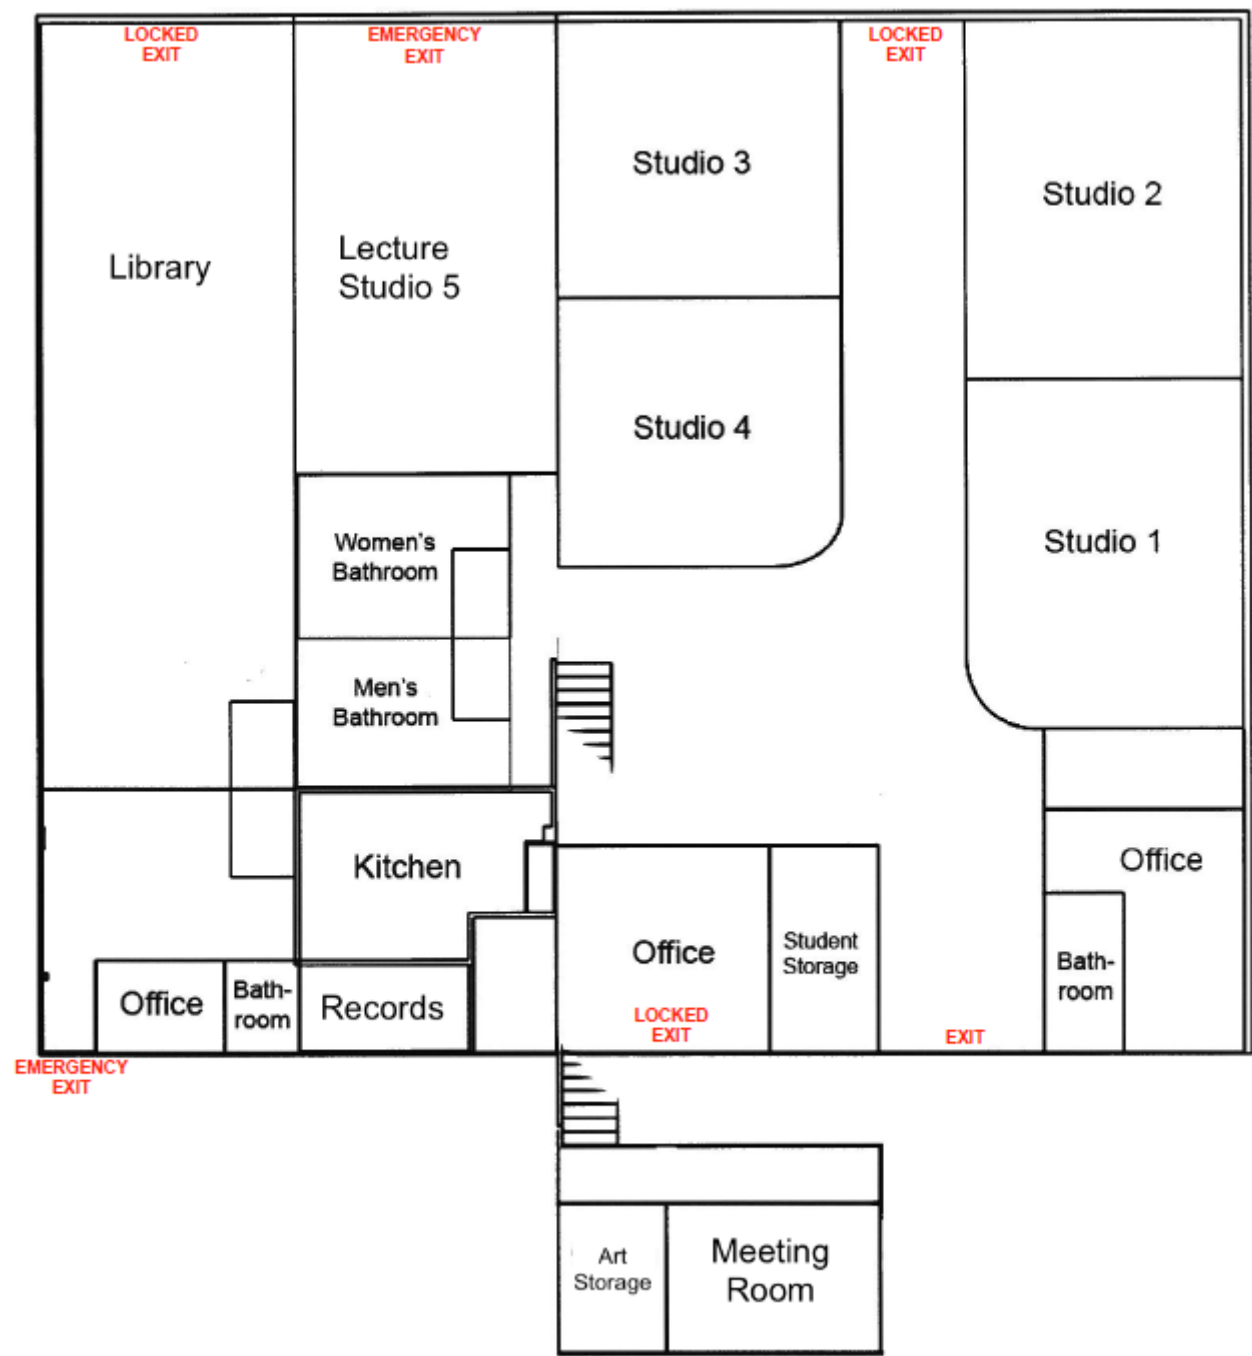 LOCKED
EXIT
EMERGENCY
EXIT
LOCKED
EXIT
Studio 3
Studio 2
Library
Lecture
Studio 5
Studio 4
Studio 1
Women's
Bathroom
Men's
Bathroom
Kitchen
Office
Office
Student
Storage
Bath-
room
Office
Bath-
room
Records
LOCKED
EXIT
EXIT
EMERGENCY
EXIT
Art
Storage
Meeting
Room